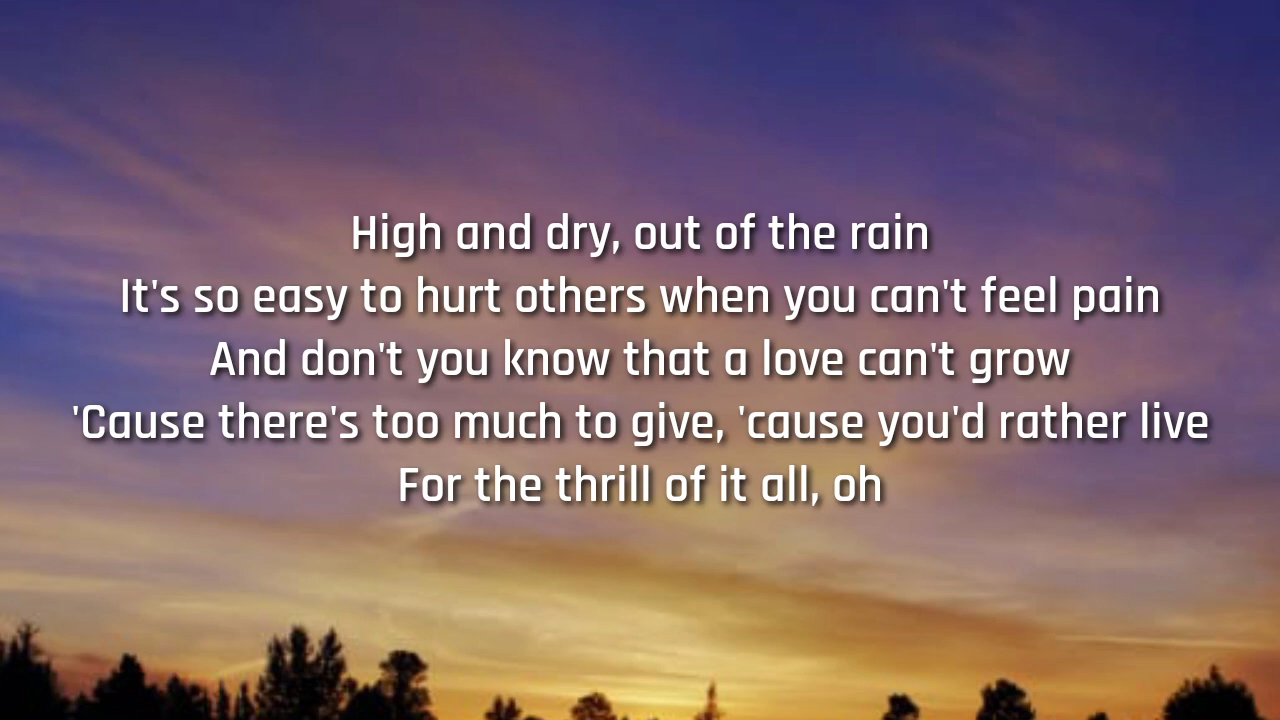 High and dry, out of the rain
It's so easy to hurt others when you can't feel pain
And don't you know that a love can't grow
'Cause there's too much to give, 'cause you'd rather live
For the thrill of it all, oh